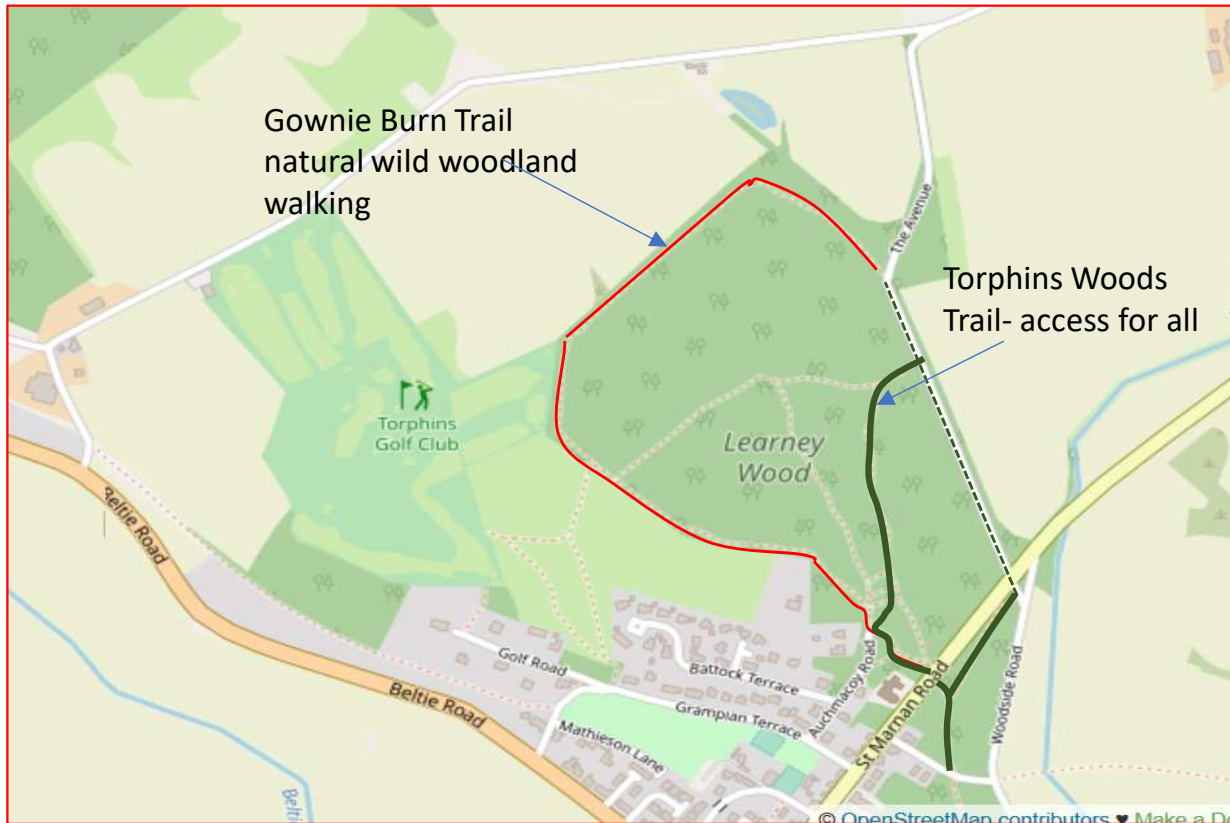 Gownie Burn Trail
natural wild woodland
walking
The Avenue
Torphins Woods
Trail- access for all
Torphins
Golf Club
Learney
Wood
Beltie Road
Golf Road
Battock Terrace
Auchmacoy Road
St Marnan Road
Woodside Road
Beltie Road
Grampian Terrace
Mathieson Lane
© OpenStreetMap contributors ♥ Make a Do